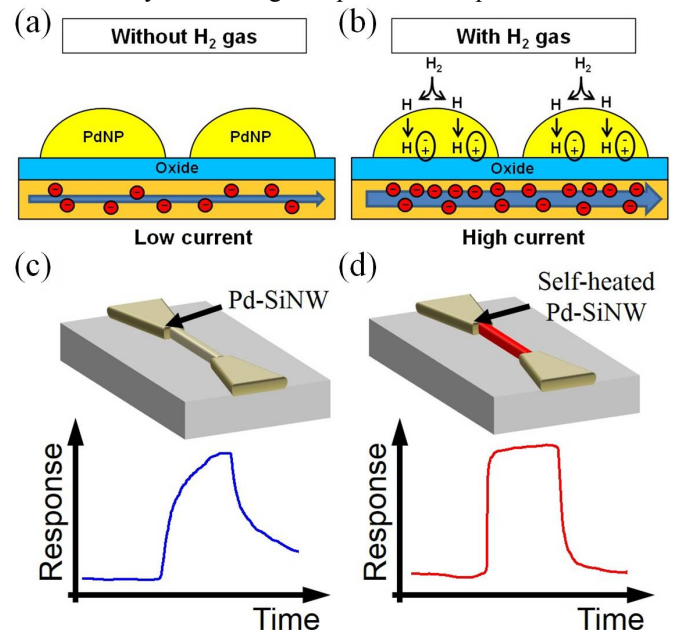 (a)
Without H₂ gas
PdNP
PdNP
Oxide
− − − − − − − − −
Low current
(b)
With H₂ gas
H₂
H₂
H H H H
H + − H + − H + − H + −
Oxide
High current
(c)
Pd-SiNW
Response
Time
(d)
Self-heated
Pd-SiNW
Response
Time